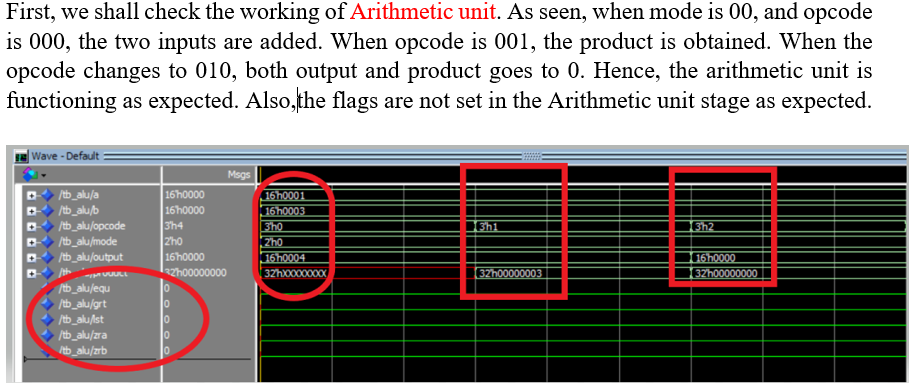 First, we shall check the working of Arithmetic unit. As seen, when mode is 00, and opcode
is 000, the two inputs are added. When opcode is 001, the product is obtained. When the
opcode changes to 010, both output and product goes to 0. Hence, the arithmetic unit is
functioning as expected. Also,the flags are not set in the Arithmetic unit stage as expected.
Wave - Default
Msgs
/tb_alu/a 16'h0000 16'h0001
/tb_alu/b 16'h0000 16'h0003
/tb_alu/opcode 3'h4 3'h0 3'h1 3'h2
/tb_alu/mode 2'h0 2'h0
/tb_alu/output 16'h0000 16'h0004 16'h0000
/tb_alu/product 32'h00000000 32'hXXXXXXXX 32'h00000003 32'h00000000
/tb_alu/equ 0
/tb_alu/grt 0
/tb_alu/lst 0
/tb_alu/zra 0
/tb_alu/zrb 0